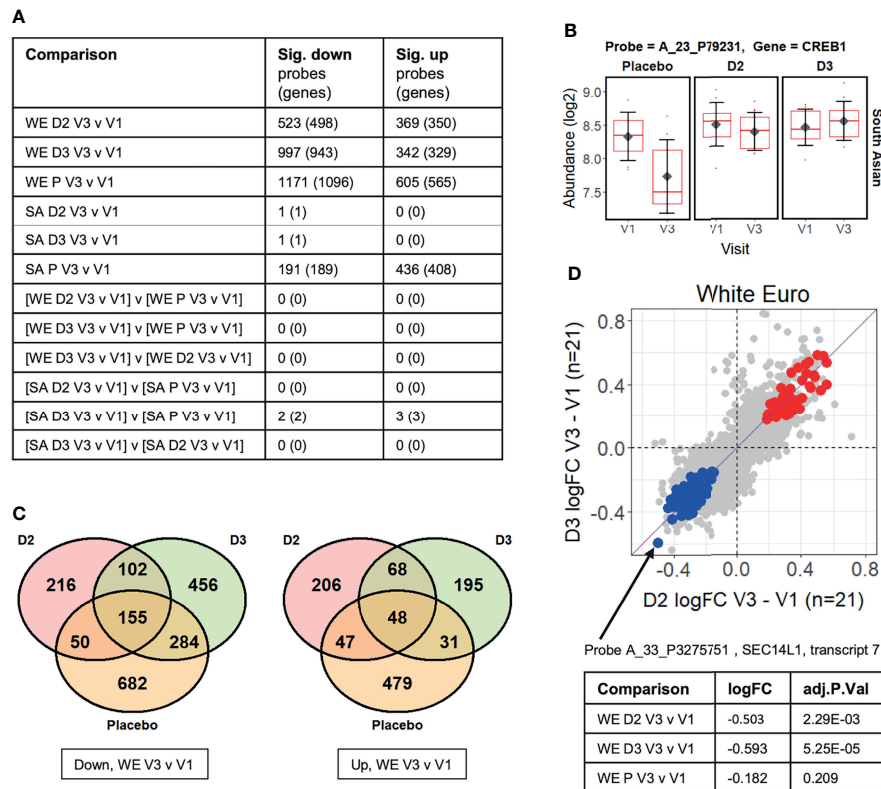 A
Comparison Sig. down probes (genes) Sig. up probes (genes)
WE D2 V3 v V1 523 (498) 369 (350)
WE D3 V3 v V1 997 (943) 342 (329)
WE P V3 v V1 1171 (1096) 605 (565)
SA D2 V3 v V1 1 (1) 0 (0)
SA D3 V3 v V1 1 (1) 0 (0)
SA P V3 v V1 191 (189) 436 (408)
[WE D2 V3 v V1] v [WE P V3 v V1] 0 (0) 0 (0)
[WE D3 V3 v V1] v [WE P V3 v V1] 0 (0) 0 (0)
[WE D3 V3 v V1] v [WE D2 V3 v V1] 0 (0) 0 (0)
[SA D2 V3 v V1] v [SA P V3 v V1] 0 (0) 0 (0)
[SA D3 V3 v V1] v [SA P V3 v V1] 2 (2) 3 (3)
[SA D3 V3 v V1] v [SA D2 V3 v V1] 0 (0) 0 (0)
B
Probe = A_23_P79231, Gene = CREB1
Placebo D2 D3
Abundance (log2)
9.0
8.5
8.0
7.5
South Asian
V1 V3 V1 V3 V1 V3
Visit
C
D2 D3
216 102 456
155
50 284
682
Placebo
Down, WE V3 v V1
D2 D3
206 68 195
48
47 31
479
Placebo
Up, WE V3 v V1
D
White Euro
D3 logFC V3 - V1 (n=21)
0.8
0.4
0.0
-0.4
-0.4 0.0 0.4 0.8
D2 logFC V3 - V1 (n=21)
Probe A_33_P3275751 , SEC14L1, transcript 7
Comparison logFC adj.P.Val
WE D2 V3 v V1 -0.503 2.29E-03
WE D3 V3 v V1 -0.593 5.25E-05
WE P V3 v V1 -0.182 0.209